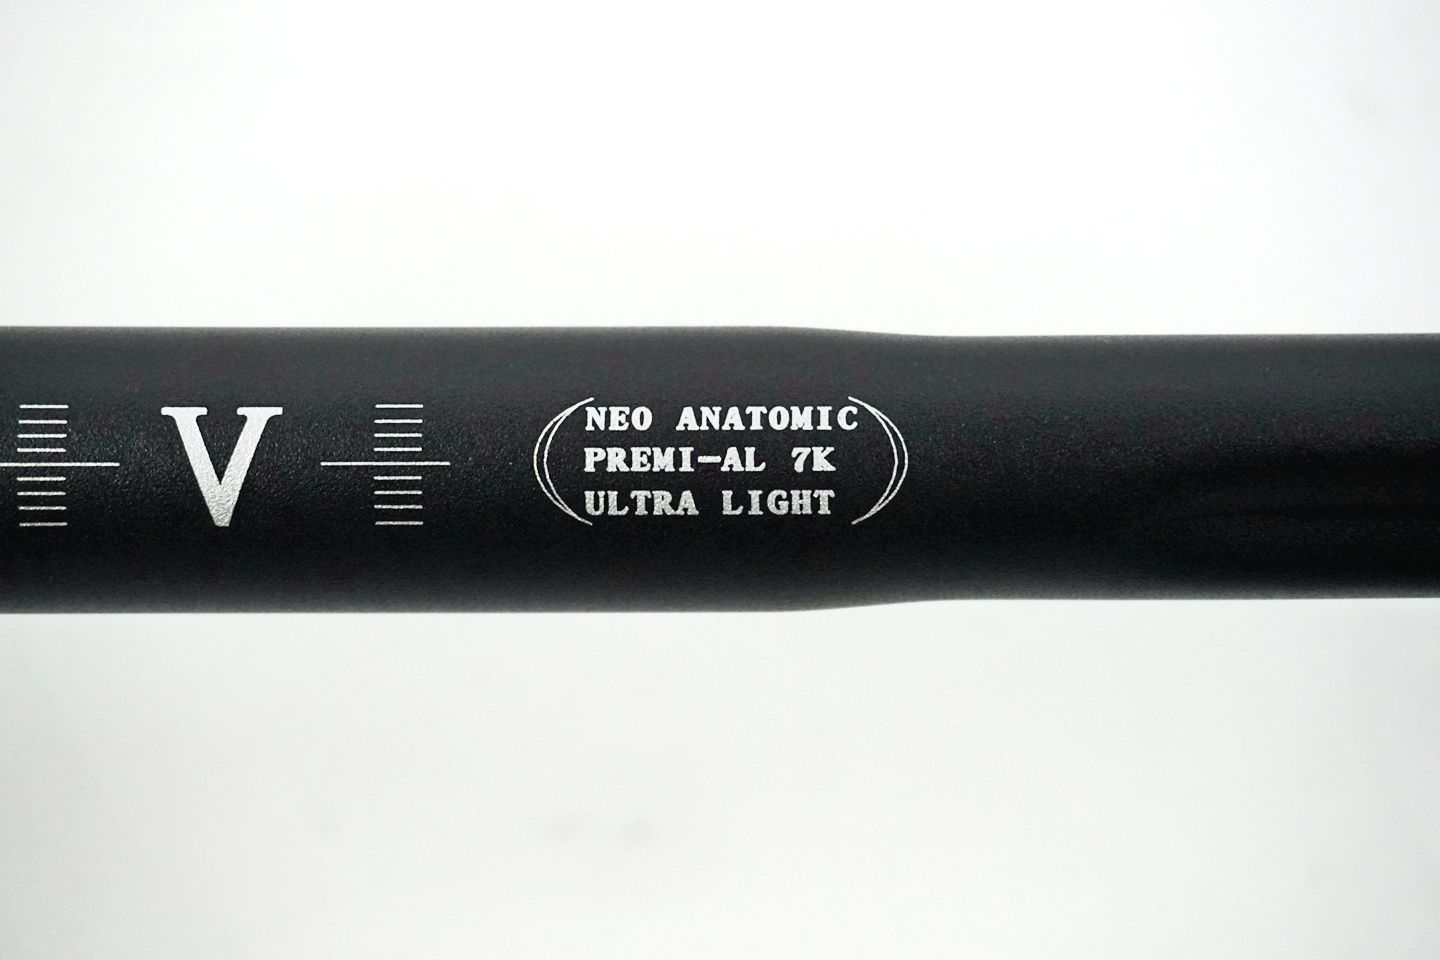 V
NEO ANATOMIC
PREMI-AL 7K
ULTRA LIGHT